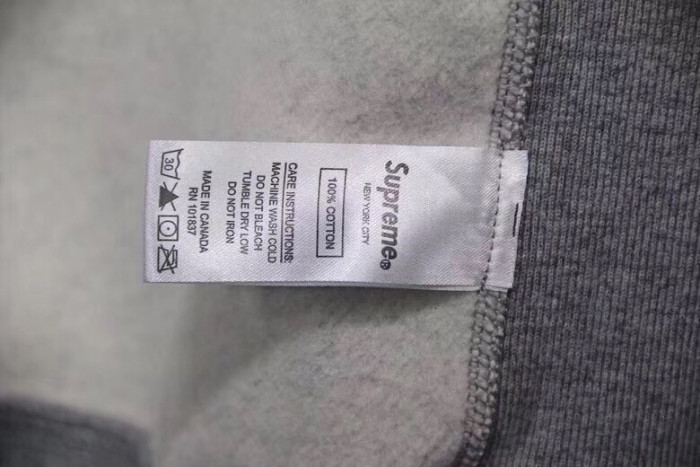 Supreme®
NEW YORK CITY
100% COTTON
CARE INSTRUCTIONS:
MACHINE WASH COLD
DO NOT BLEACH
TUMBLE DRY LOW
DO NOT IRON
MADE IN CANADA
RN 101837
30